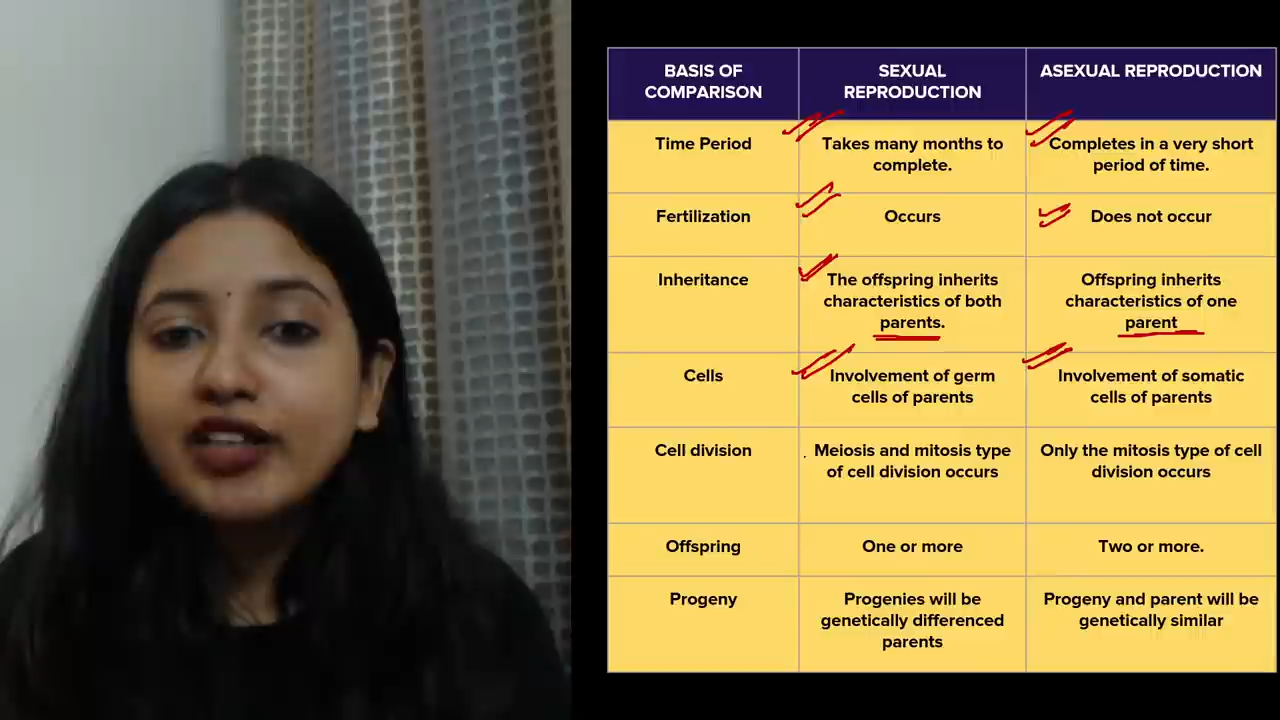 BASIS OF
COMPARISON
SEXUAL
REPRODUCTION
ASEXUAL REPRODUCTION
Time Period
Takes many months to
complete.
Completes in a very short
period of time.
Fertilization
Occurs
Does not occur
Inheritance
The offspring inherits
characteristics of both
parents.
Offspring inherits
characteristics of one
parent
Cells
Involvement of germ
cells of parents
Involvement of somatic
cells of parents
Cell division
Meiosis and mitosis type
of cell division occurs
Only the mitosis type of cell
division occurs
Offspring
One or more
Two or more.
Progeny
Progenies will be
genetically differenced
parents
Progeny and parent will be
genetically similar